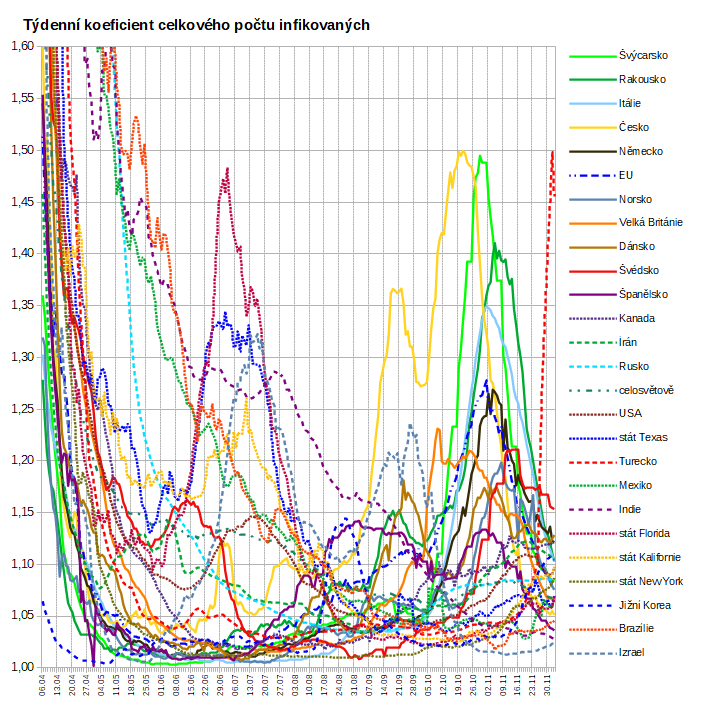 Týdenní koeficient celkového počtu infikovaných
1,60
1,55
1,50
1,45
1,40
1,35
1,30
1,25
1,20
1,15
1,10
1,05
1,00
06.04
13.04
20.04
27.04
04.05
11.05
18.05
25.05
01.06
08.06
15.06
22.06
29.06
06.07
13.07
20.07
27.07
03.08
10.08
17.08
24.08
31.08
07.09
14.09
21.09
28.09
05.10
12.10
19.10
26.10
02.11
09.11
16.11
23.11
30.11
Švýcarsko
Rakousko
Itálie
Česko
Německo
EU
Norsko
Velká Británie
Dánsko
Švédsko
Španělsko
Kanada
Írán
Rusko
celosvětově
USA
stát Texas
Turecko
Mexiko
Indie
stát Florida
stát Kalifornie
stát NewYork
Jižní Korea
Brazílie
Izrael